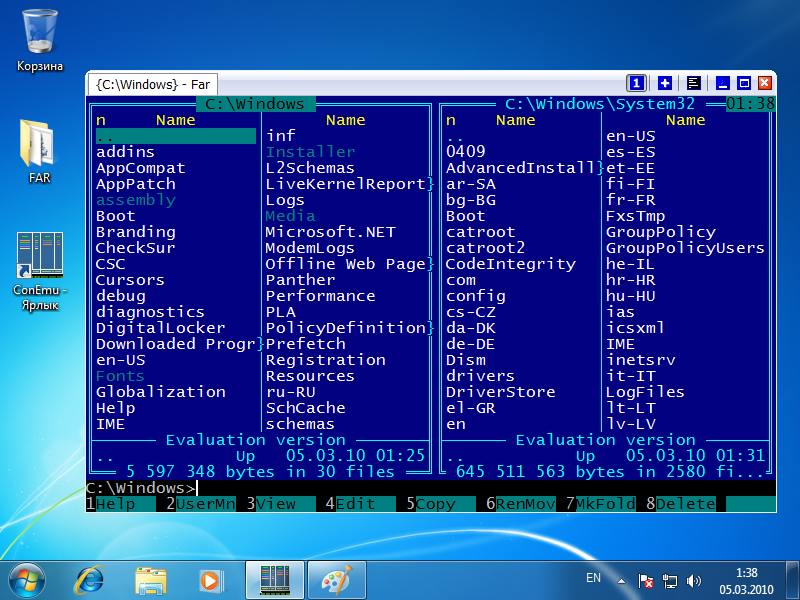 Корзина
FAR
ConEmu -
Ярлык
{C:\Windows} - Far
1
C:\Windows
n Name Name
.. inf
addins Installer
AppCompat L2Schemas
AppPatch LiveKernelReport}
assembly Logs
Boot Media
Branding Microsoft.NET
CheckSur ModemLogs
CSC Offline Web Page}
Cursors Panther
debug Performance
diagnostics PLA
DigitalLocker PolicyDefinition}
Downloaded Progr} Prefetch
en-US Registration
Fonts Resources
Globalization ru-RU
Help SchCache
IME schemas
Evaluation version
.. Up 05.03.10 01:25
5 597 348 bytes in 30 files
C:\Windows\System32 01:38
n Name Name
.. en-US
0409 es-ES
AdvancedInstall} et-EE
ar-SA fi-FI
bg-BG fr-FR
Boot FxsTmp
catroot GroupPolicy
catroot2 GroupPolicyUsers
CodeIntegrity he-IL
com hr-HR
config hu-HU
cs-CZ ias
da-DK icsxml
de-DE IME
Dism inetsrv
drivers it-IT
DriverStore LogFiles
el-GR lt-LT
en lv-LV
Evaluation version
.. Up 05.03.10 01:31
645 511 563 bytes in 2580 fi...
C:\Windows>
1Help 2UserMn 3View 4Edit 5Copy 6RenMov 7MkFold 8Delete
EN
1:38
05.03.2010